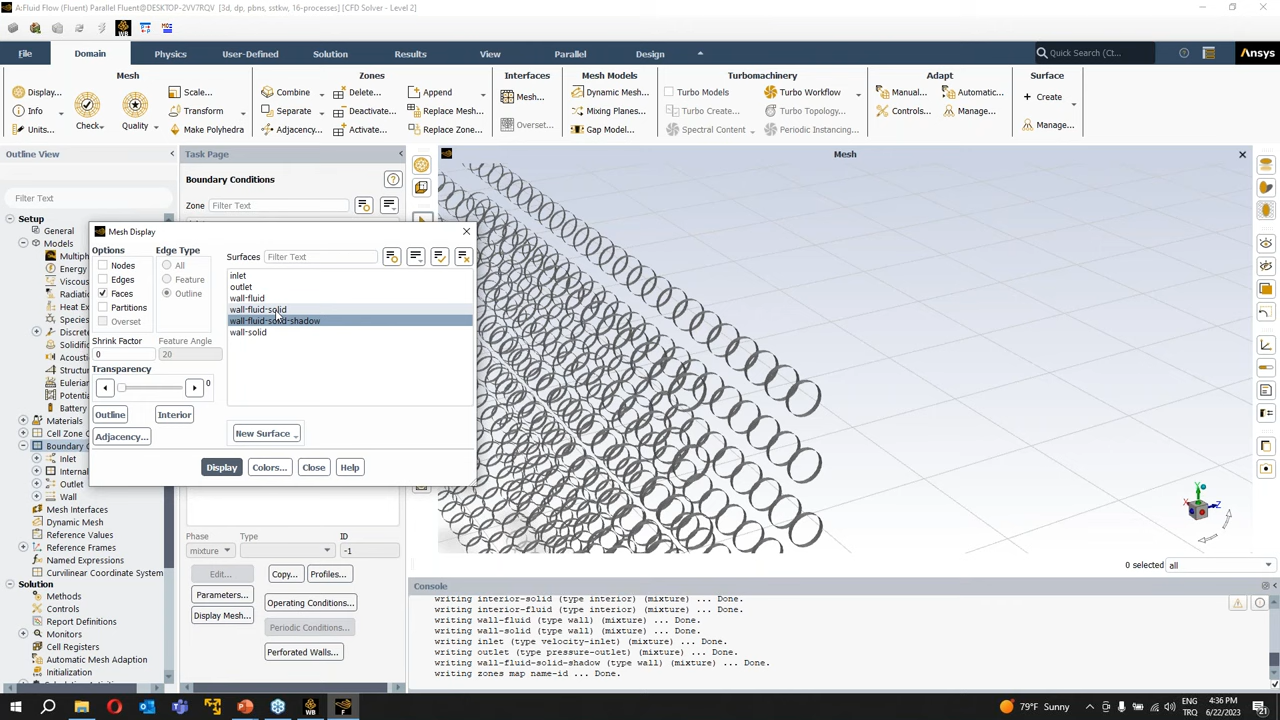 A:Fluid Flow (Fluent) Parallel Fluent@DESKTOP-2VV7RQV [3d, dp, pbns, sstkw, 16-processes] [CFD Solver - Level 2]
File Domain Physics User-Defined Solution Results View Parallel Design Quick Search (Ctrl... Ansys
Mesh Zones Interfaces Mesh Models Turbomachinery Adapt Surface
Display... Scale... Combine Delete... Append Mesh... Dynamic Mesh... Turbo Models Turbo Workflow Manual... Automatic... Create
Info Check Quality Transform Separate Deactivate... Replace Mesh... Mixing Planes... Turbo Create... Turbo Topology... Controls... Manage...
Units... Make Polyhedra Adjacency... Activate... Replace Zone... Overset... Gap Model... Spectral Content Periodic Instancing... Manage...
Outline View
Filter Text
Setup
General
Models
Energy
Materials
Inlet
Outlet
Wall
Mesh Interfaces
Dynamic Mesh
Reference Values
Reference Frames
Named Expressions
Curvilinear Coordinate System
Solution
Methods
Controls
Report Definitions
Monitors
Cell Registers
Automatic Mesh Adaption
Initialization
Task Page
Boundary Conditions
Zone Filter Text
Mesh Display
Options
Nodes
Edges
Faces
Partitions
Overset
Edge Type
All
Feature
Outline
Shrink Factor Feature Angle
0 20
Transparency
0
Outline Interior
Adjacency...
Surfaces Filter Text
inlet
outlet
wall-fluid
wall-fluid-solid
wall-fluid-solid-shadow
wall-solid
New Surface
Display Colors... Close Help
Phase Type ID
mixture -1
Edit... Copy... Profiles...
Parameters... Operating Conditions...
Display Mesh... Periodic Conditions...
Perforated Walls...
Mesh
X Y Z
0 selected all
Console
writing interior-solid (type interior) (mixture) ... Done.
writing interior-fluid (type interior) (mixture) ... Done.
writing wall-fluid (type wall) (mixture) ... Done.
writing wall-solid (type wall) (mixture) ... Done.
writing inlet (type velocity-inlet) (mixture) ... Done.
writing outlet (type pressure-outlet) (mixture) ... Done.
writing wall-fluid-solid-shadow (type wall) (mixture) ... Done.
writing zones map name-id ... Done.
79°F Sunny
ENG
TRQ
4:36 PM
6/22/2023
21